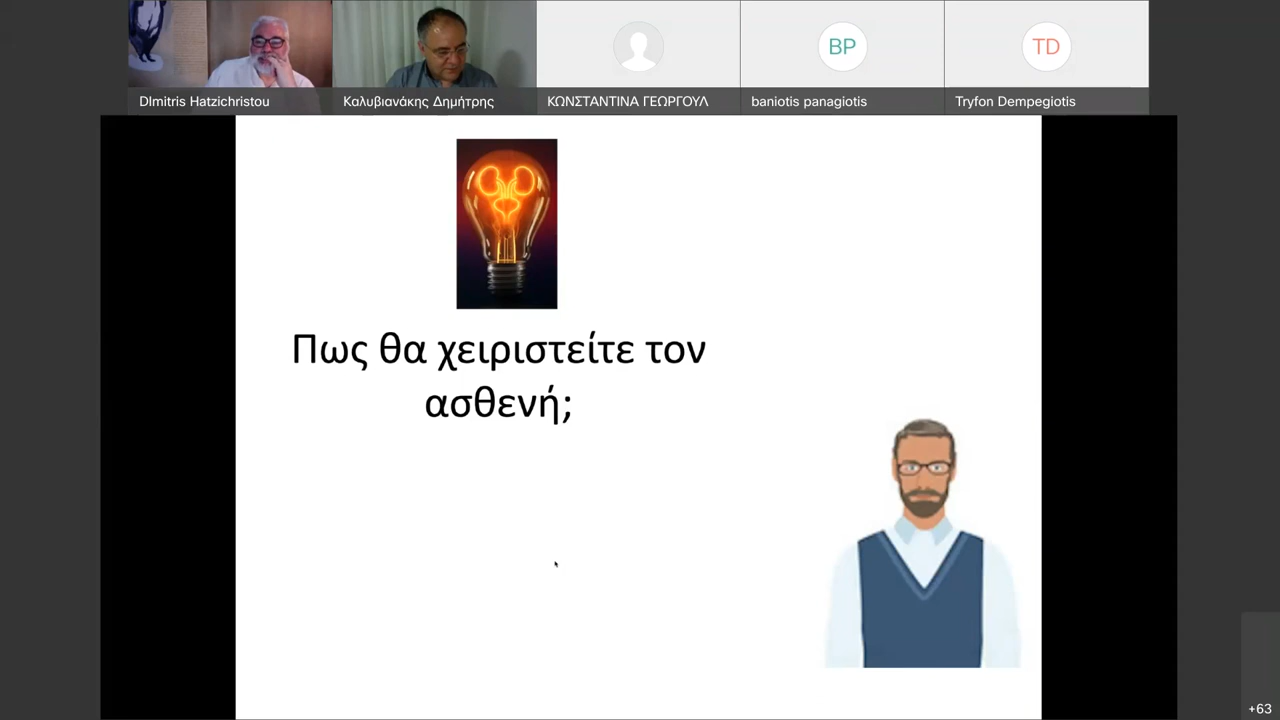 DImitris Hatzichristou
Καλυβιανάκης Δημήτρης
ΚΩΝΣΤΑΝΤΙΝΑ ΓΕΩΡΓΟΥΛ
BP
baniotis panagiotis
TD
Tryfon Dempegiotis
Πως θα χειριστείτε τον
ασθενή;
+63